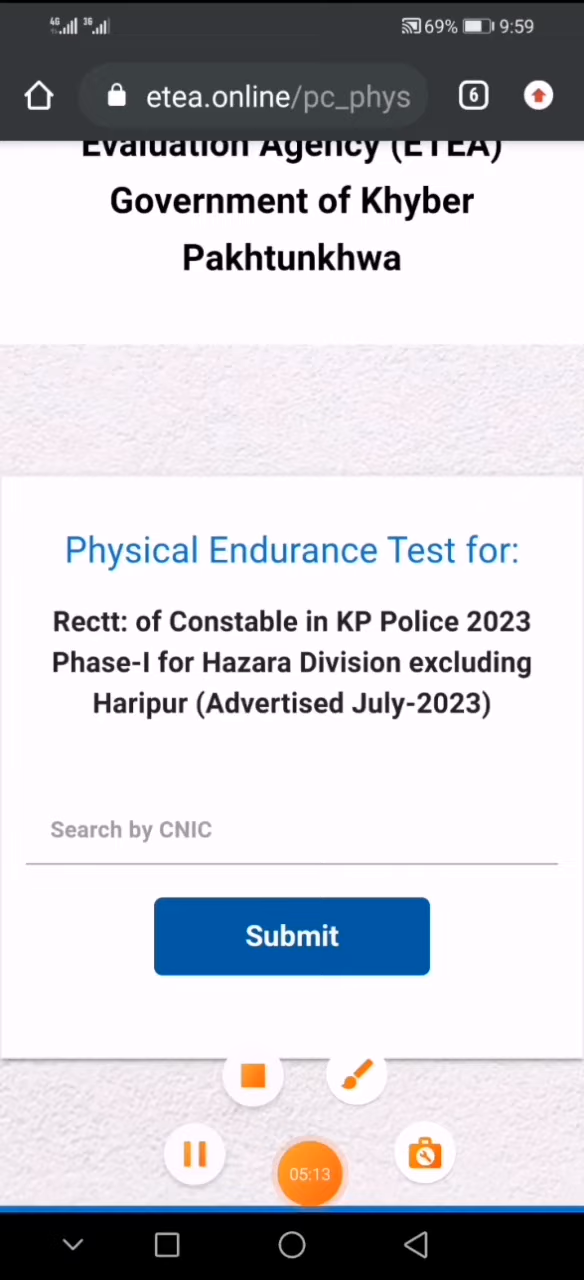 4G 3G 69% 9:59
etea.online/pc_phys 6
Evaluation Agency (ETEA)
Government of Khyber
Pakhtunkhwa
Physical Endurance Test for:
Rectt: of Constable in KP Police 2023
Phase-I for Hazara Division excluding
Haripur (Advertised July-2023)
Search by CNIC
Submit
05:13